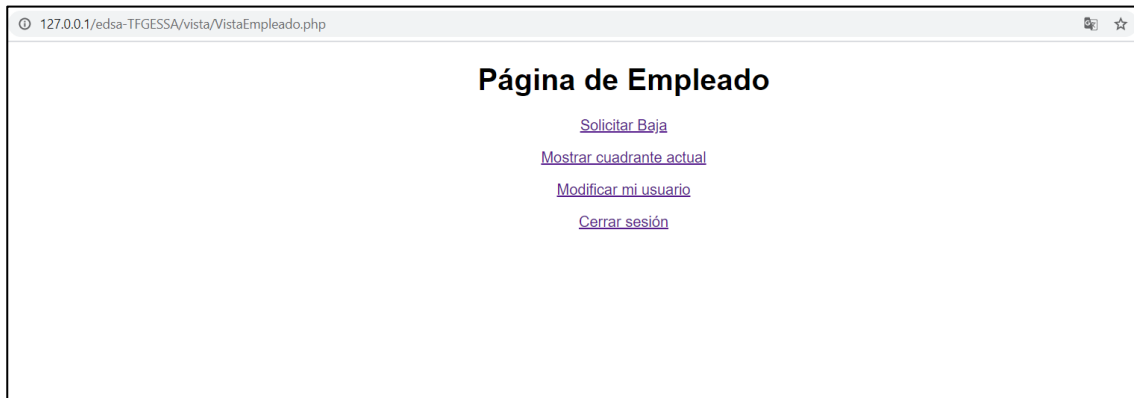 127.0.0.1/edsa-TFGESSA/vista/VistaEmpleado.php
Página de Empleado
Solicitar Baja
Mostrar cuadrante actual
Modificar mi usuario
Cerrar sesión